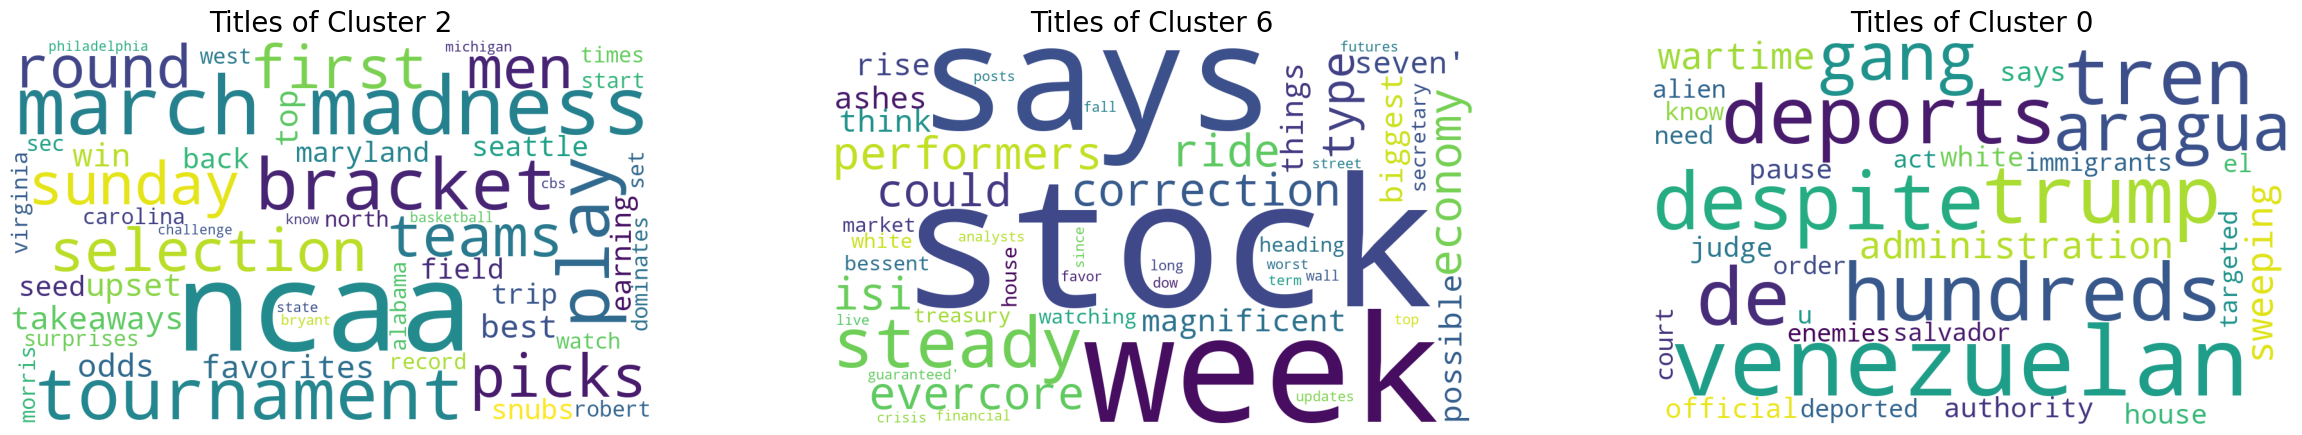 Titles of Cluster 2
philadelphia
michigan
round
west
first
men
times
start
march
madness
top
sec
win
back
maryland
seattle
virginia
sunday
bracket
cbs
play
set
carolina
challenge
know
north
basketball
earning
selection
teams
dominates
field
seed
upset
ncaa
state
bryant
alabama
trip
takeaways
surprises
best
watch
odds
favorites
record
picks
morris
tournament
snubs
robert
Titles of Cluster 6
rise
says
posts
fall
futures
seven'
type
things
ashes
think
biggest
secretary
economy
performers
ride
street
could
correction
market
white
analysts
since
stock
heading
bessent
house
favor
long
dow
worst
term
wall
isi
live
treasury
watching
magnificent
top
possible
steady
week
guaranteed'
evercore
updates
crisis
financial
Titles of Cluster 0
wartime
gang
says
tren
alien
know
deports
need
aragua
act
white
immigrants
el
pause
despite
trump
sweeping
judge
administration
targeted
order
de
hundreds
u
enemies
salvador
court
venezuelan
official
deported
authority
house